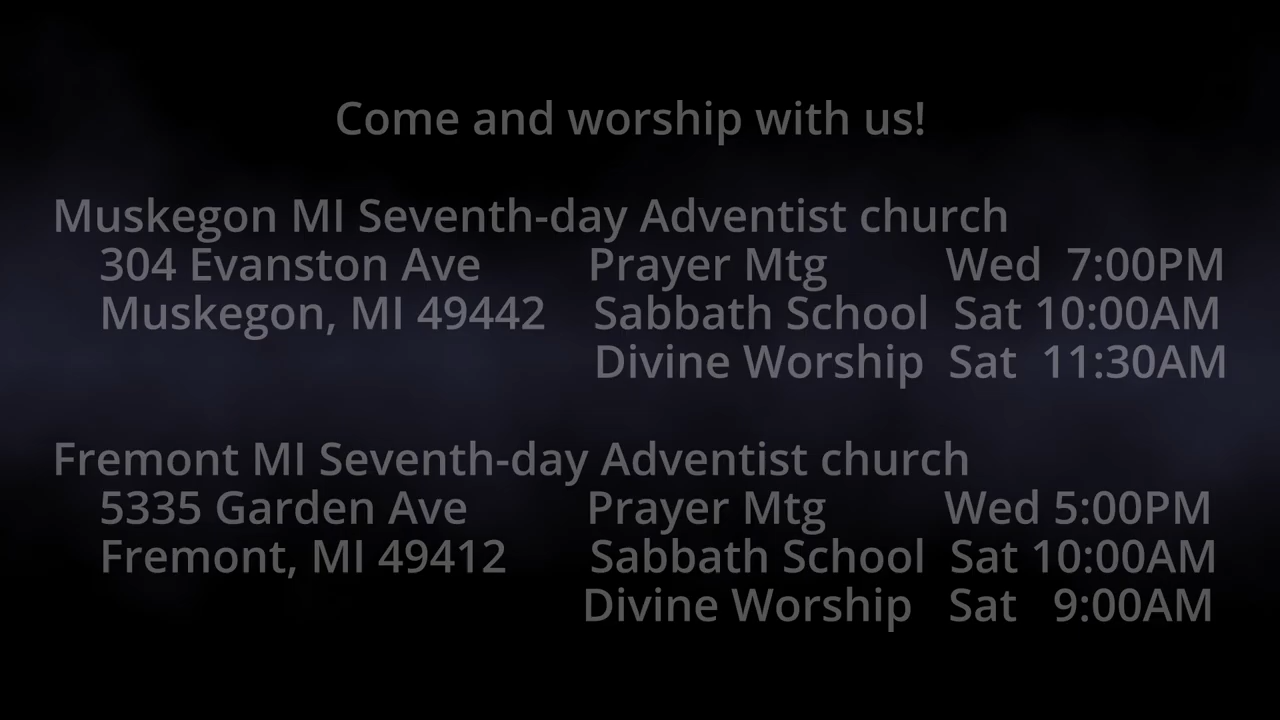 Come and worship with us!
Muskegon MI Seventh-day Adventist church
304 Evanston Ave Prayer Mtg Wed 7:00PM
Muskegon, MI 49442 Sabbath School Sat 10:00AM
Divine Worship Sat 11:30AM
Fremont MI Seventh-day Adventist church
5335 Garden Ave Prayer Mtg Wed 5:00PM
Fremont, MI 49412 Sabbath School Sat 10:00AM
Divine Worship Sat 9:00AM